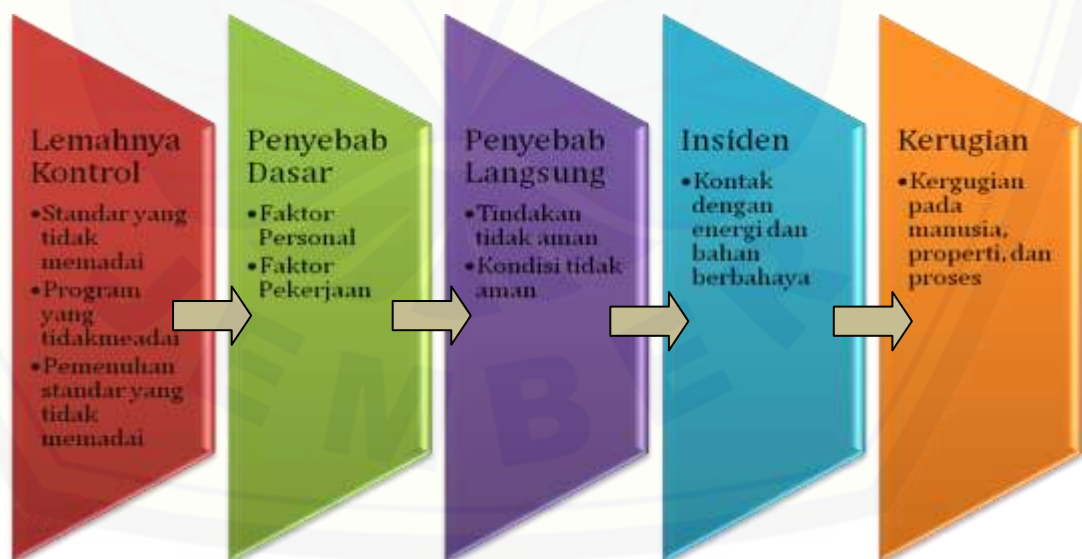 Lemahnya
Kontrol
•Standar yang
tidak
memadai
•Program
yang
tidakmeadai
•Pemenuhan
standar yang
tidak
memadai
Penyebab
Dasar
•Faktor
Personal
•Faktor
Pekerjaan
Penyebab
Langsung
•Tindakan
tidak aman
•Kondisi tidak
aman
Insiden
•Kontak
dengan
energi dan
bahan
berbahaya
Kerugian
•Kergugian
pada
manusia,
properti, dan
proses
EMBER